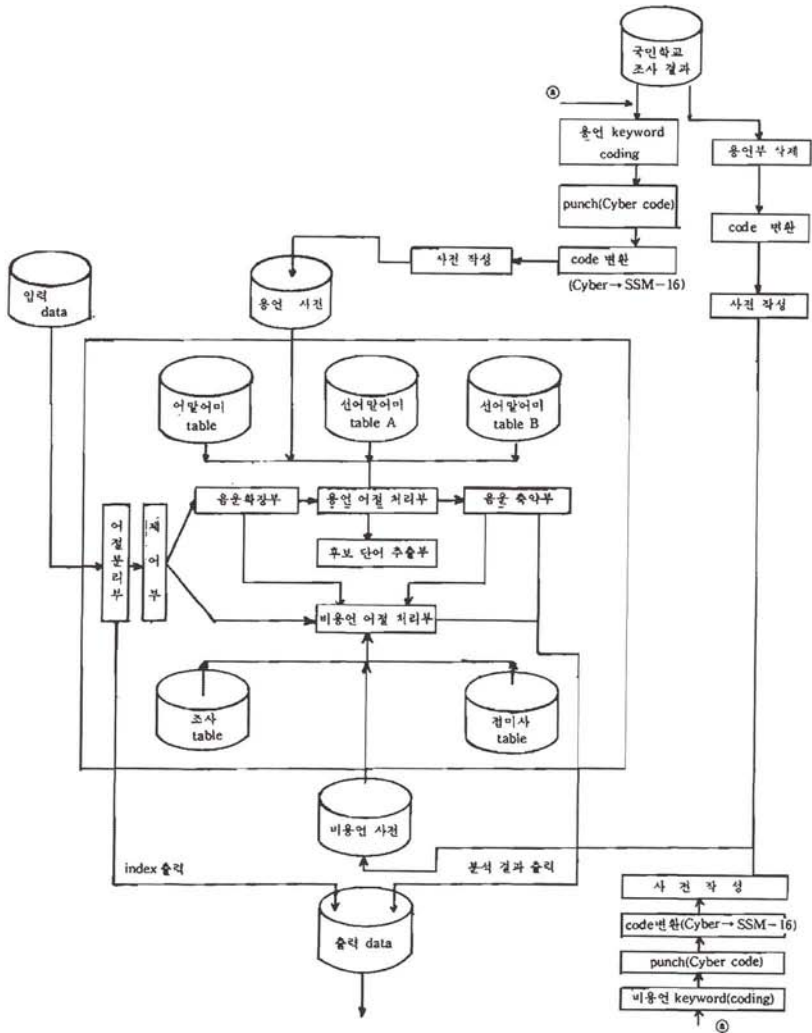 국민학교
조사 결과
ⓐ
용언 keyword
coding
용언부 삭제
punch(Cyber code)
code 변환
사전 작성
code 변환
(Cyber→SSM-16)
사전 작성
입력
data
용언 사전
어말어미
table
선어말어미
table A
선어말어미
table B
음운확장부
용언 어절 처리부
음운 축약부
어절분리부
제어부
후보 단어 추출부
비용언 어절 처리부
조사
table
접미사
table
비용언 사전
index 출력
분석 결과 출력
사 전 작 성
출력 data
code변환(Cyber→SSM-16)
punch(Cyber code)
비용언 keyword(coding)
ⓐ